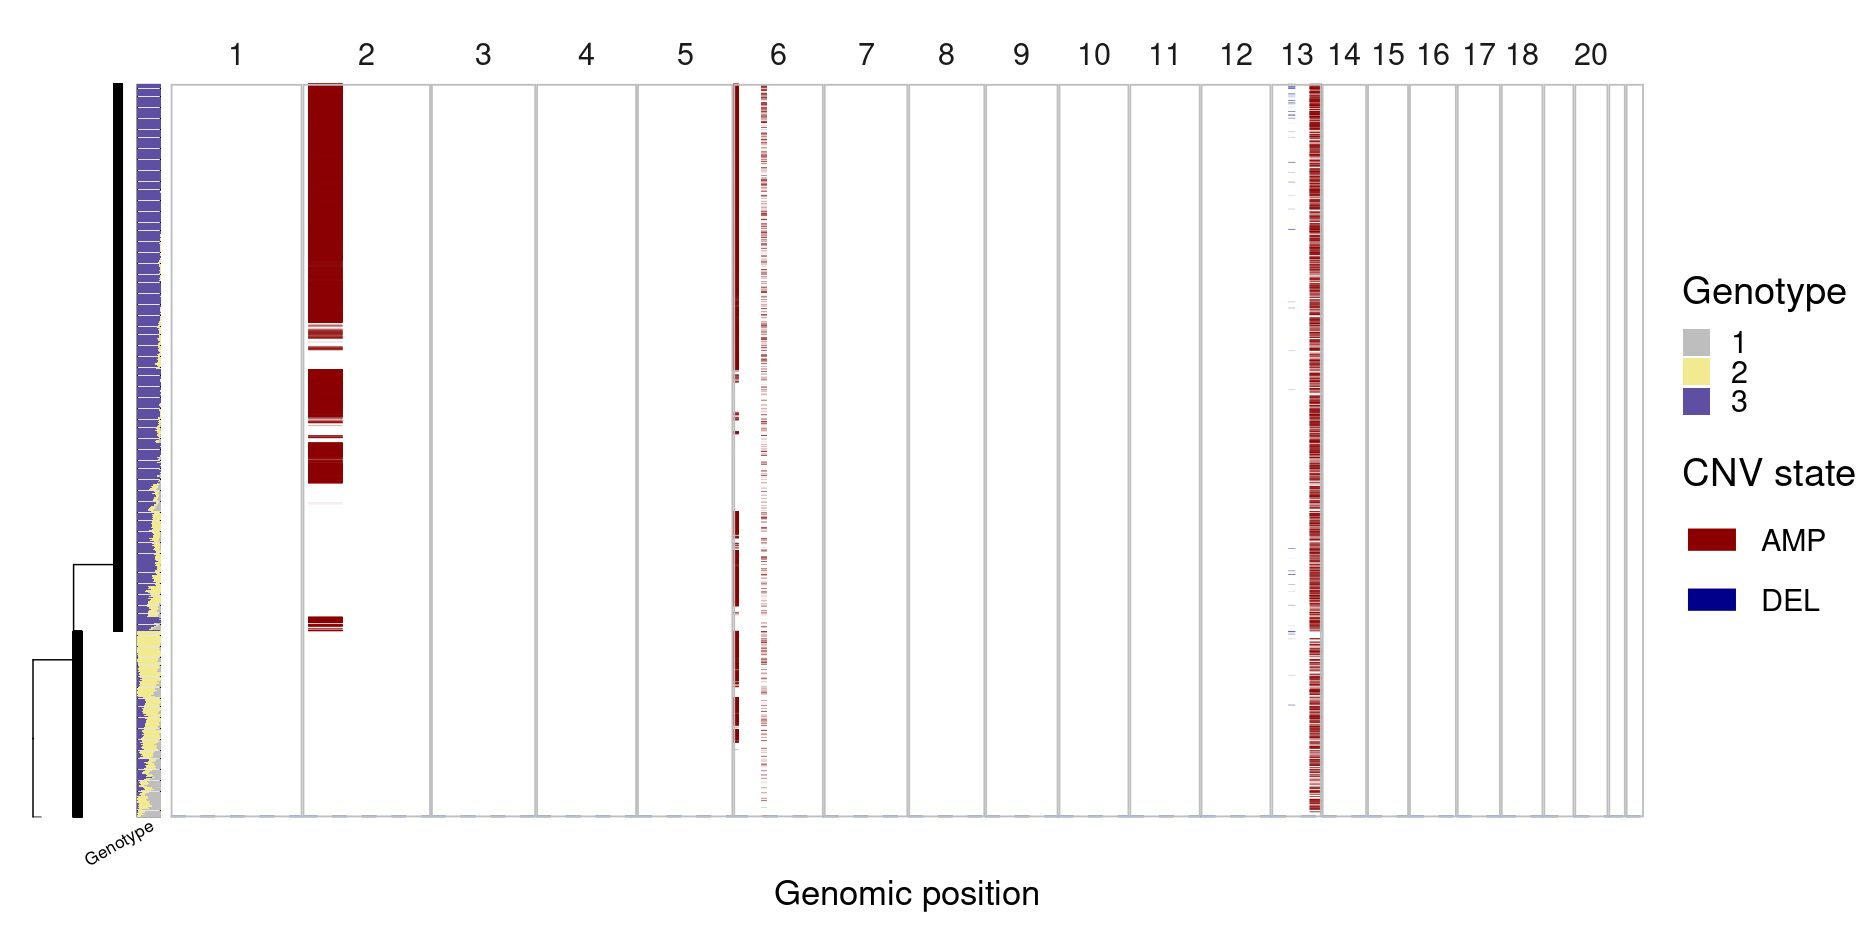 1 2 3 4 5 6 7 8 9 10 11 12 13 14 15 16 17 18 20
Genotype
1
2
3
CNV state
AMP
DEL
Genotype
Genomic position